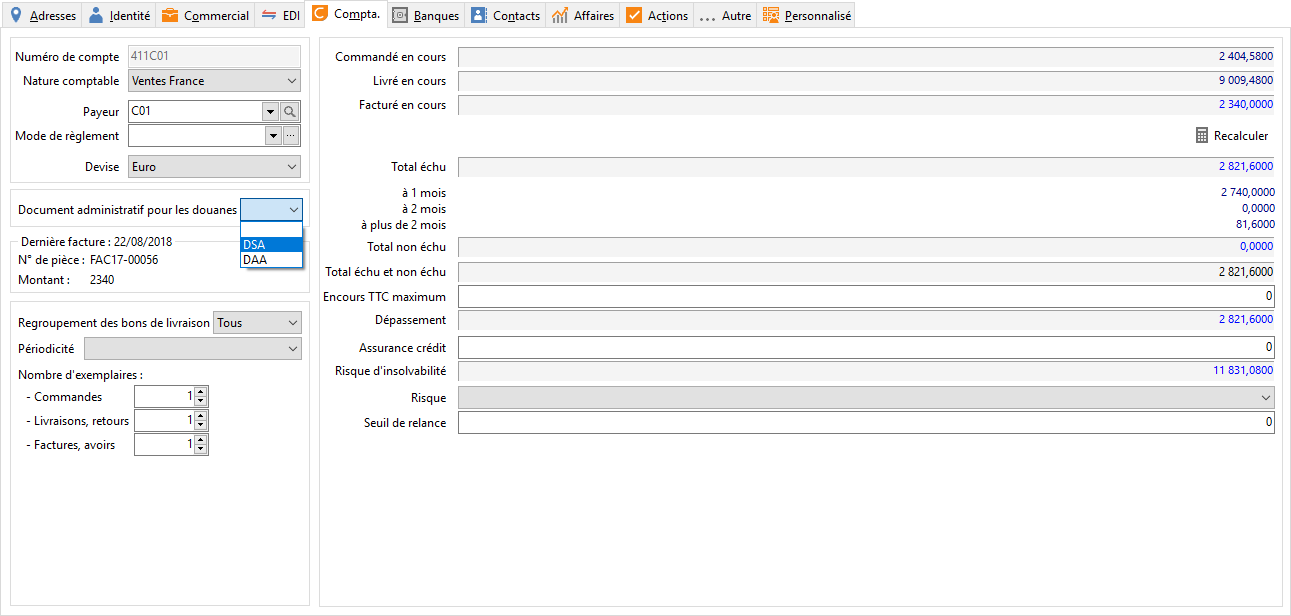 Adresses Identité Commercial EDI Compta. Banques Contacts Affaires Actions ... Autre Personnalisé
Numéro de compte 411C01
Nature comptable Ventes France
Payeur C01
Mode de règlement ...
Devise Euro
Document administratif pour les douanes
DSA
DAA
Dernière facture : 22/08/2018
N° de pièce : FAC17-00056
Montant : 2340
Regroupement des bons de livraison Tous
Périodicité
Nombre d'exemplaires :
- Commandes 1
- Livraisons, retours 1
- Factures, avoirs 1
Commandé en cours 2 404,5800
Livré en cours 9 009,4800
Facturé en cours 2 340,0000
Recalculer
Total échu 2 821,6000
à 1 mois 2 740,0000
à 2 mois 0,0000
à plus de 2 mois 81,6000
Total non échu 0,0000
Total échu et non échu 2 821,6000
Encours TTC maximum 0
Dépassement 2 821,6000
Assurance crédit 0
Risque d'insolvabilité 11 831,0800
Risque
Seuil de relance 0